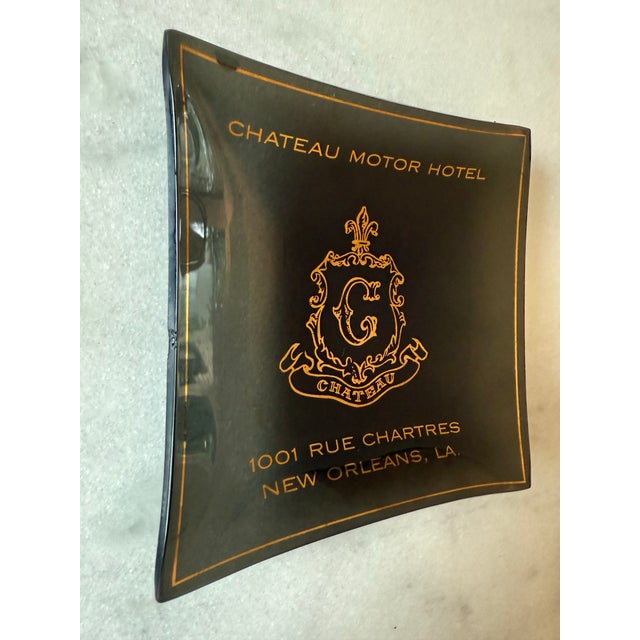 CHATEAU MOTOR HOTEL
C
CHATEAU
1001 RUE CHARTRES
NEW ORLEANS, LA.